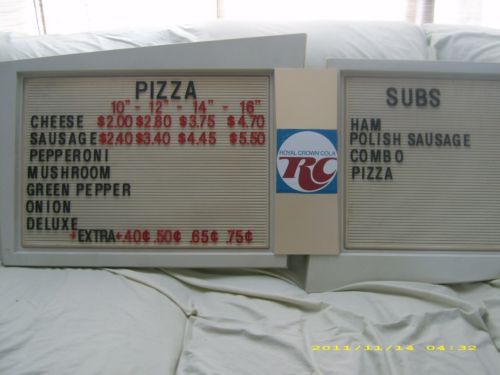 PIZZA
10" - 12" - 14" - 16"
CHEESE $2.00 $2.80 $3.75 $4.70
SAUSAGE $2.40 $3.40 $4.45 $5.50
PEPPERONI
MUSHROOM
GREEN PEPPER
ONION
DELUXE
*EXTRA+.40¢ .50¢ .65¢ .75¢
ROYAL CROWN COLA
RC
SUBS
HAM
POLISH SAUSAGE
COMBO
PIZZA
2011/11/14 04:32